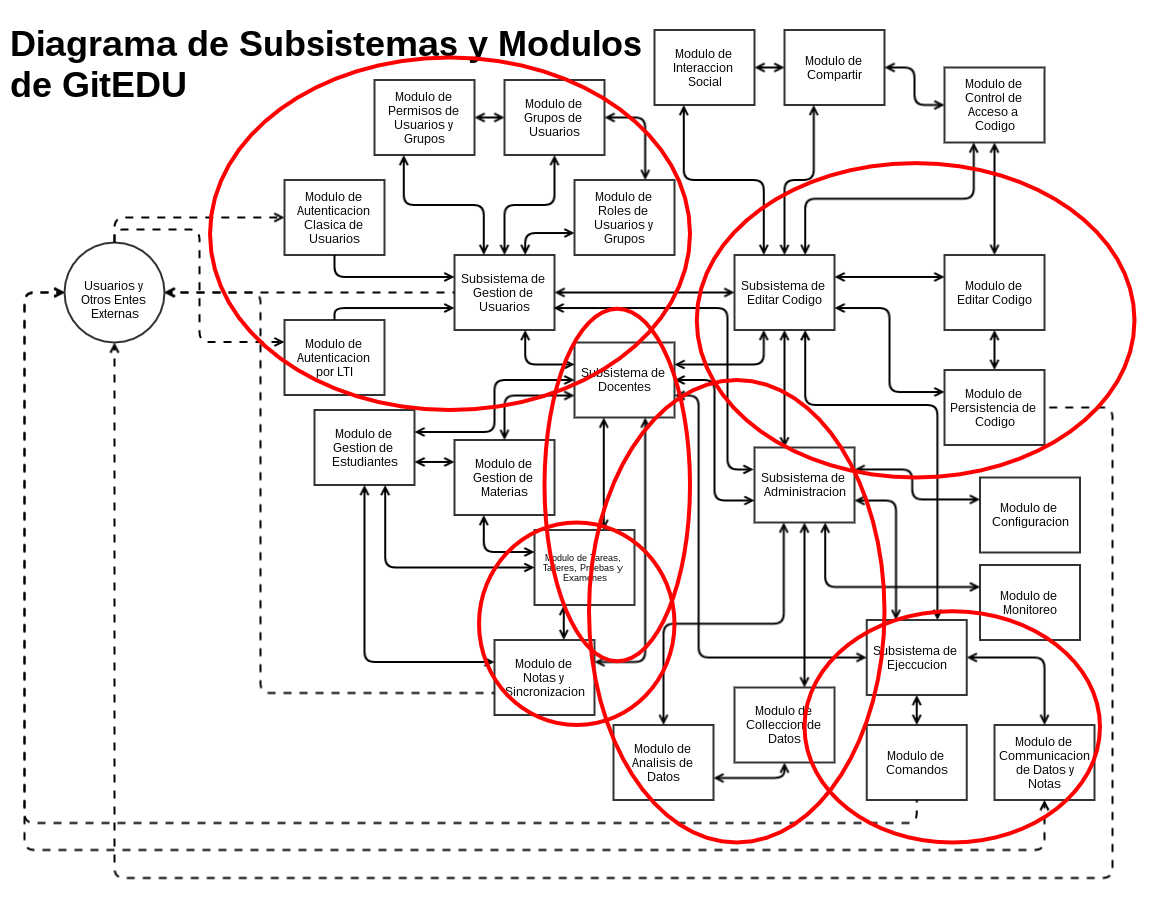 Diagrama de Subsistemas y Modulos
de GitEDU
Modulo de
Interaccion
Social
Modulo de
Compartir
Modulo de
Control de
Acceso a
Codigo
Modulo de
Permisos de
Usuarios y
Grupos
Modulo de
Grupos de
Usuarios
Modulo de
Autenticacion
Clasica de
Usuarios
Modulo de
Roles de
Usuarios y
Grupos
Usuarios y
Otros Entes
Externas
Subsistema de
Gestion de
Usuarios
Subsistema de
Editar Codigo
Modulo de
Editar Codigo
Modulo de
Autenticacion
por LTI
Subsistema de
Docentes
Modulo de
Persistencia de
Codigo
Modulo de
Gestion de
Estudiantes
Modulo de
Gestion de
Materias
Subsistema de
Administracion
Modulo de
Configuracion
Modulo de Tareas,
Talleres, Pruebas y
Examenes
Modulo de
Monitoreo
Modulo de
Notas y
Sincronizacion
Subsistema de
Ejeccucion
Modulo de
Colleccion de
Datos
Modulo de
Analisis de
Datos
Modulo de
Comandos
Modulo de
Communicacion
de Datos y
Notas